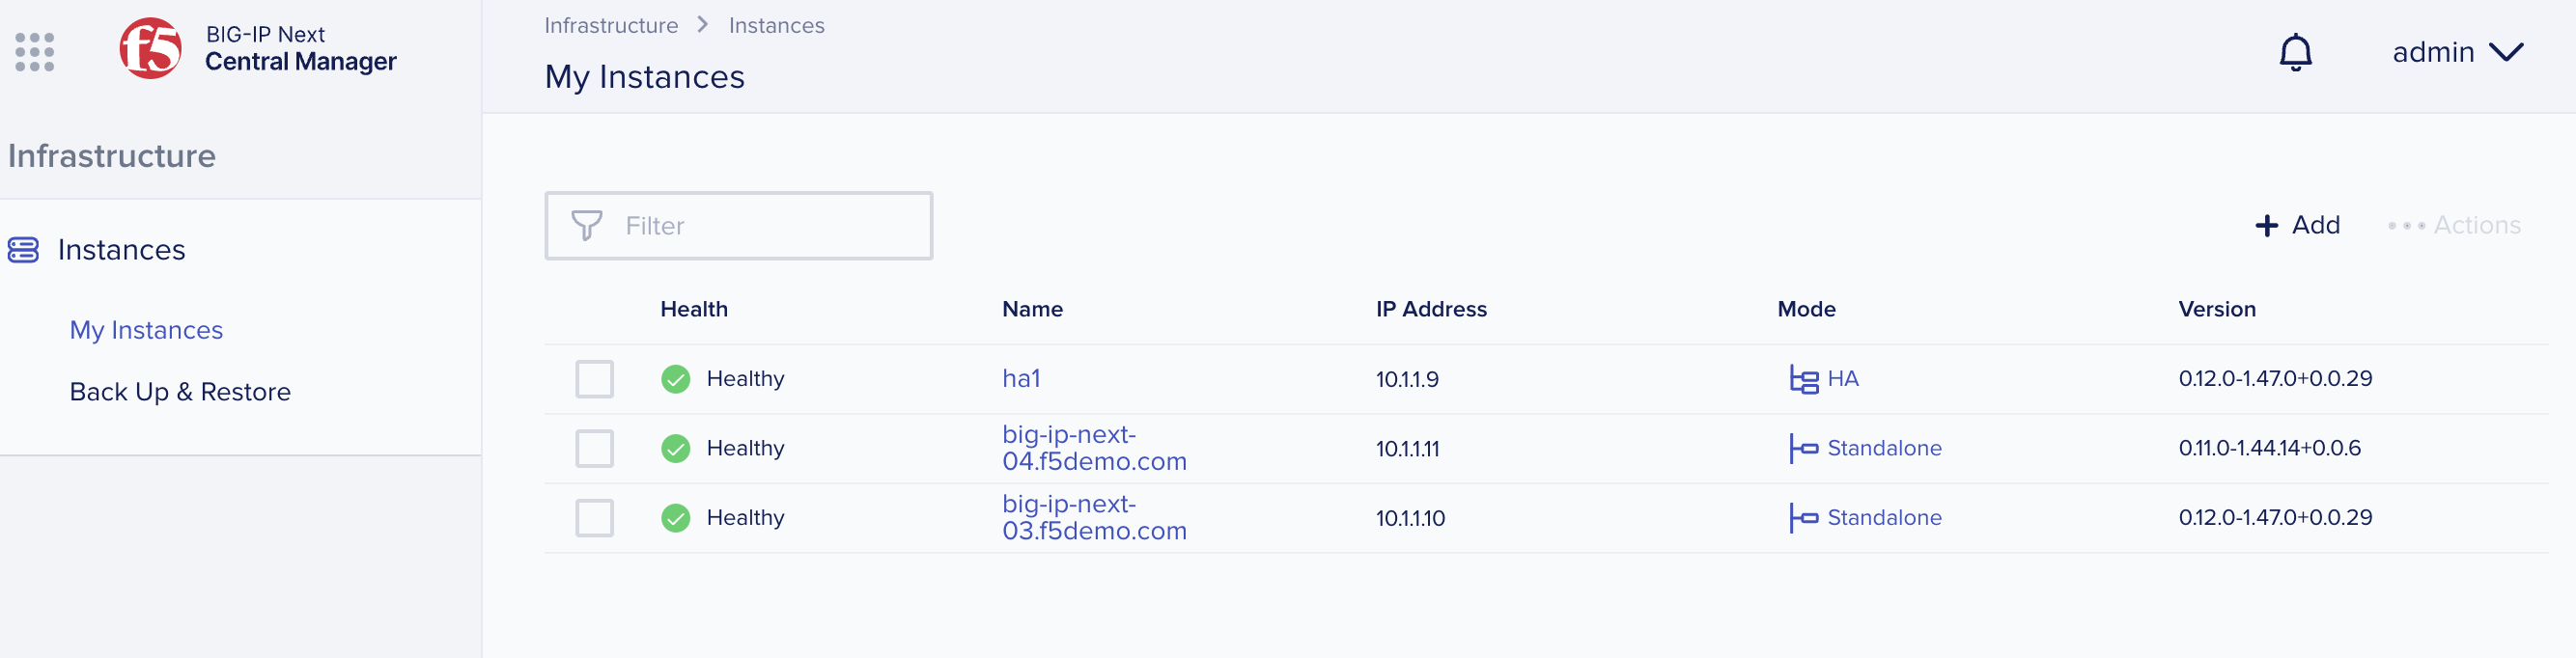 f5
BIG-IP Next
Central Manager
Infrastructure > Instances
My Instances
admin
Infrastructure
Instances
My Instances
Back Up & Restore
Filter
+ Add
••• Actions
Health Name IP Address Mode Version
Healthy ha1 10.1.1.9 HA 0.12.0-1.47.0+0.0.29
Healthy big-ip-next-
04.f5demo.com 10.1.1.11 Standalone 0.11.0-1.44.14+0.0.6
Healthy big-ip-next-
03.f5demo.com 10.1.1.10 Standalone 0.12.0-1.47.0+0.0.29